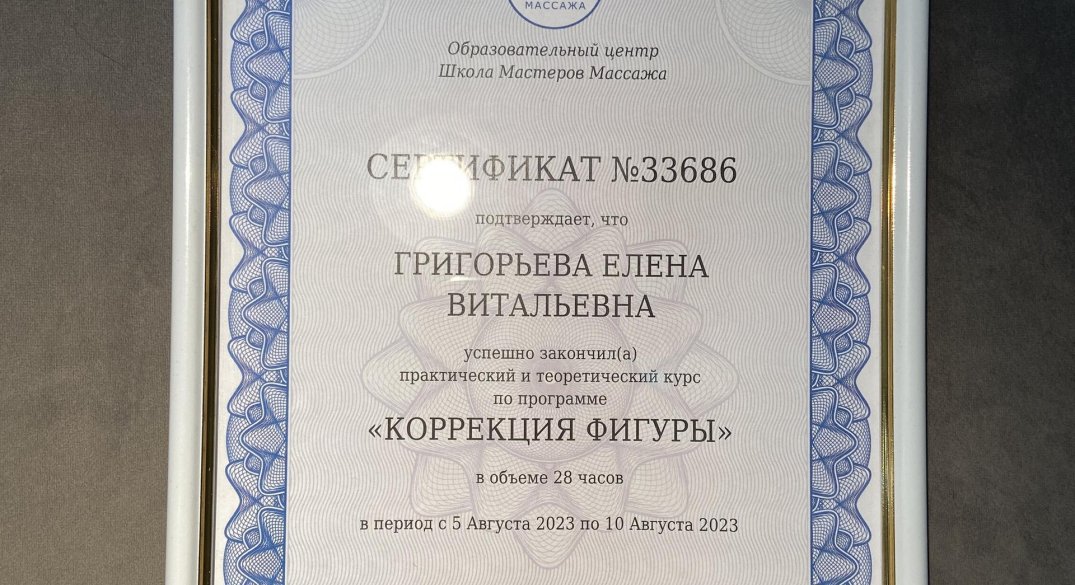 МАССАЖА
Образовательный центр
Школа Мастеров Массажа
СЕРТИФИКАТ №33686
подтверждает, что
ГРИГОРЬЕВА ЕЛЕНА
ВИТАЛЬЕВНА
успешно закончил(а)
практический и теоретический курс
по программе
«КОРРЕКЦИЯ ФИГУРЫ»
в объеме 28 часов
в период с 5 Августа 2023 по 10 Августа 2023